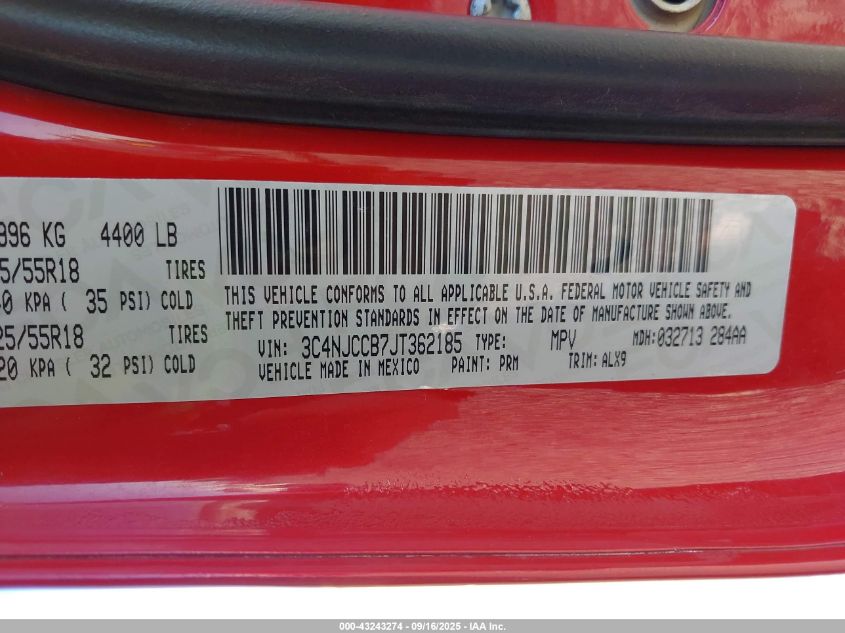 396 KG 4400 LB
5/55R18 TIRES
0 KPA ( 35 PSI) COLD
25/55R18 TIRES
20 KPA ( 32 PSI) COLD
THIS VEHICLE CONFORMS TO ALL APPLICABLE U.S.A. FEDERAL MOTOR VEHICLE SAFETY AND
THEFT PREVENTION STANDARDS IN EFFECT ON THE DATE OF MANUFACTURE SHOWN ABOVE.
VIN: 3C4NJCCB7JT362185 TYPE: MPV MDH:032713 284AA
VEHICLE MADE IN MEXICO PAINT: PRM TRIM: ALX9
000-43243274 - 09/16/2025 - IAA Inc.